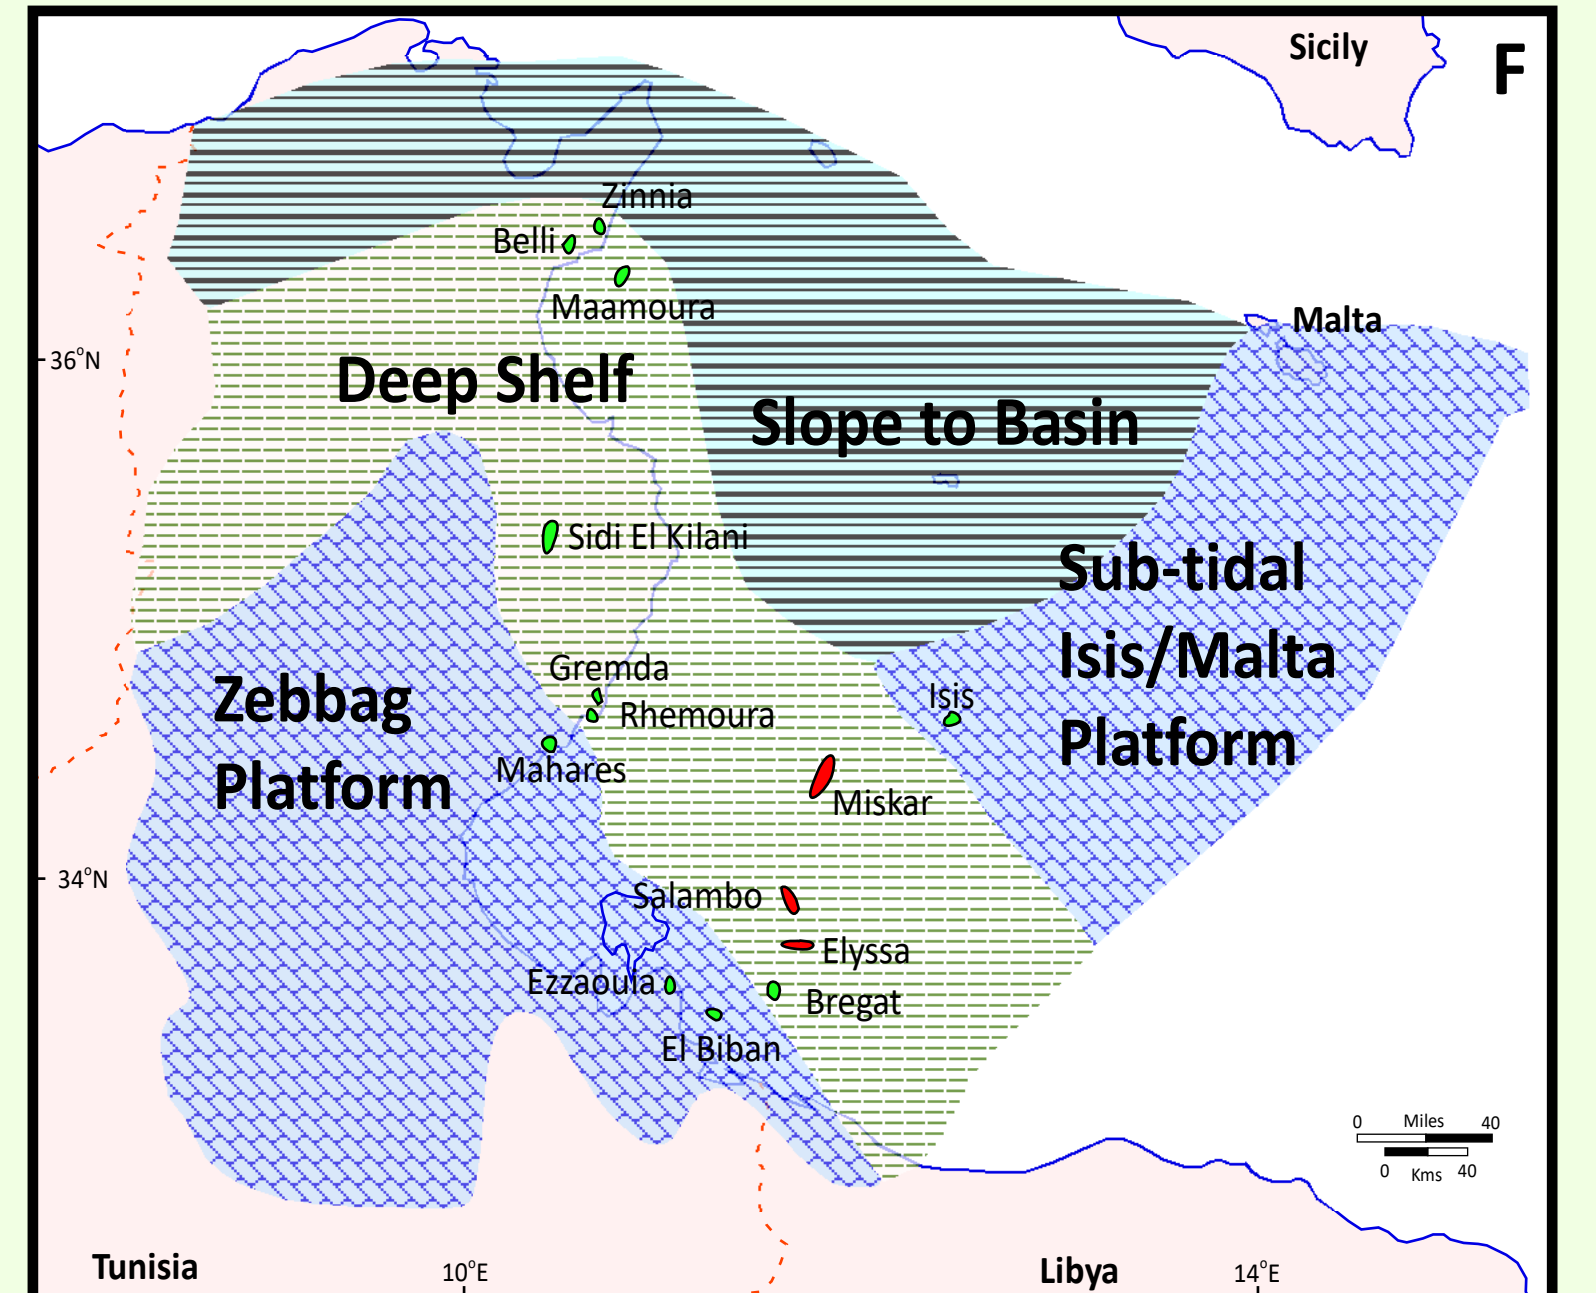 Sicily
F
Zinnia
Belli
Maamoura
Malta
36°N
Deep Shelf
Slope to Basin
Sidi El Kilani
Sub-tidal
Isis/Malta
Platform
Gremda
Zebbag
Platform
Isis
Rhemoura
Mahares
Miskar
34°N
Salambo
Elyssa
Ezzaouia
Bregat
El Biban
0 Miles 40
0 Kms 40
Tunisia
10°E
Libya
14°E